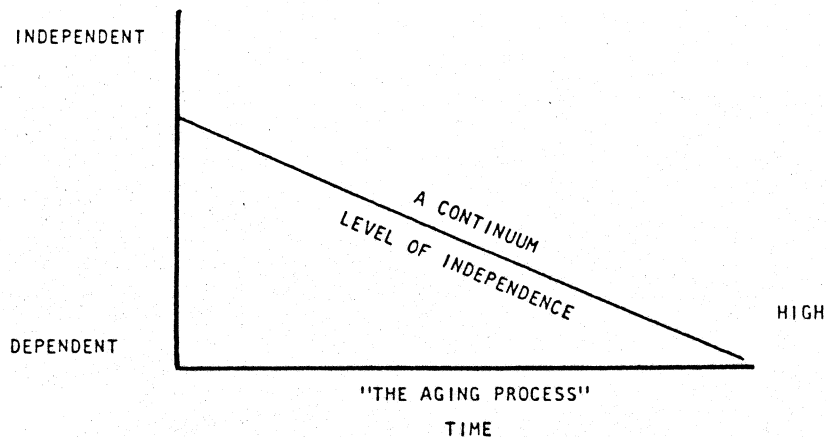 INDEPENDENT
A CONTINUUM
LEVEL OF INDEPENDENCE
HIGH
DEPENDENT
"THE AGING PROCESS"
TIME